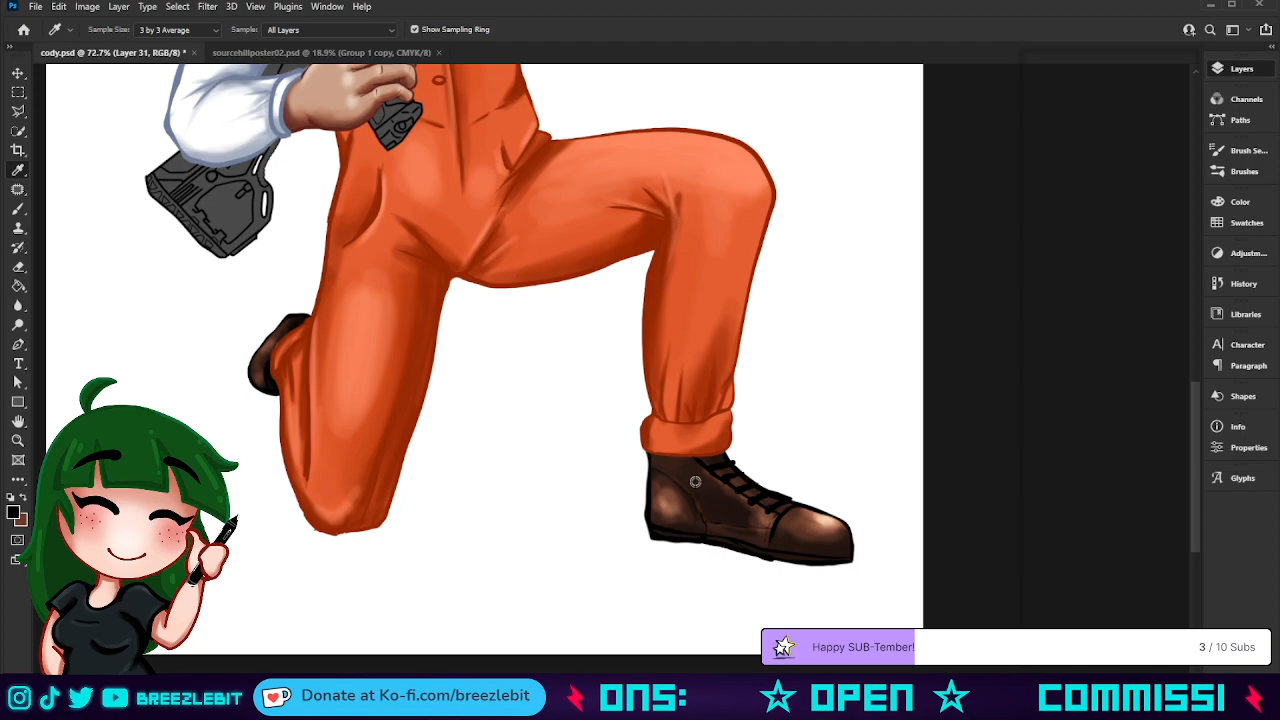 Ps File Edit Image Layer Type Select Filter 3D View Plugins Window Help
Sample Size: 3 by 3 Average Sample: All Layers Show Sampling Ring
cody.psd @ 72.7% (Layer 31, RGB/8) * × sourcehillposter02.psd @ 18.9% (Group 1 copy, CMYK/8) ×
Layers
Channels
Paths
Brush Se...
Brushes
Color
Swatches
Adjustm...
History
Libraries
Character
Paragraph
Shapes
Info
Properties
Glyphs
Happy SUB-Tember! 3 / 10 Subs
BREEZLEBIT Donate at Ko-fi.com/breezlebit ONS: OPEN COMMISSI